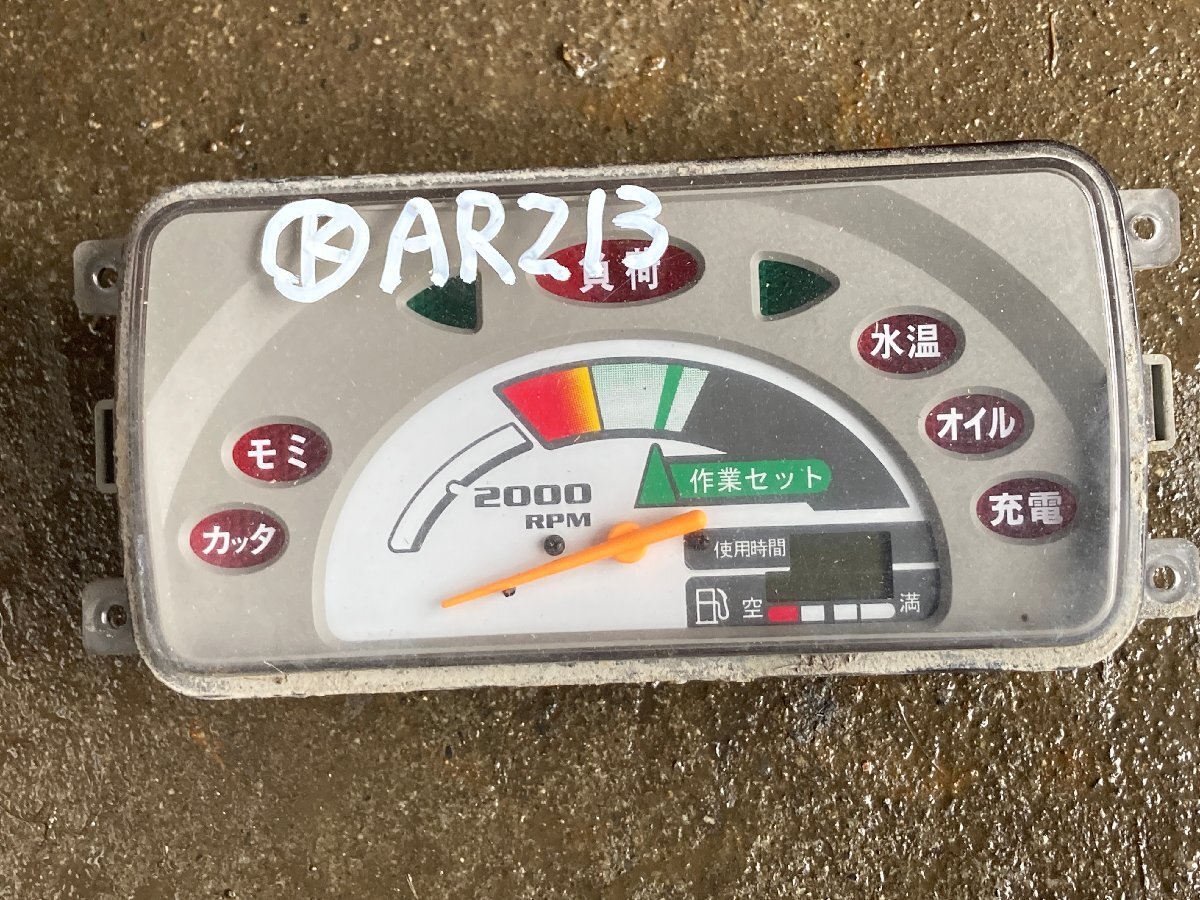 Ⓚ AR213
負荷
水温
オイル
充電
モミ
カッタ
2000
RPM
作業セット
使用時間
空 満